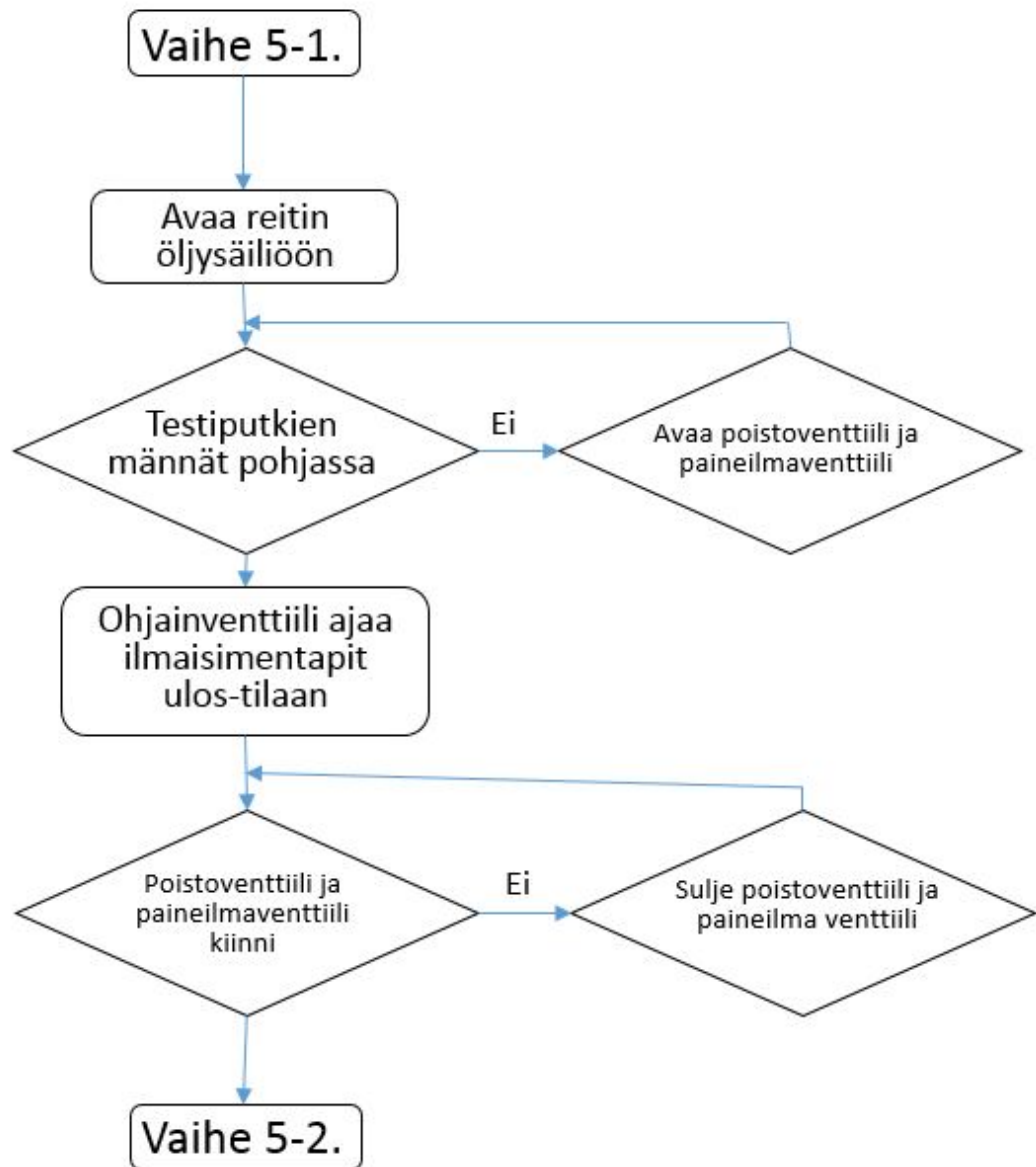 Vaihe 5-1.
Avaa reitin
öljysäiliöön
Testiputkien
männät pohjassa
Ei
Avaa poistoventtiili ja
paineilmaventtiili
Ohjainventtiili ajaa
ilmaisimentapit
ulos-tilaan
Poistoventtiili ja
paineilmaventtiili
kiinni
Ei
Sulje poistoventtiili ja
paineilma venttiili
Vaihe 5-2.